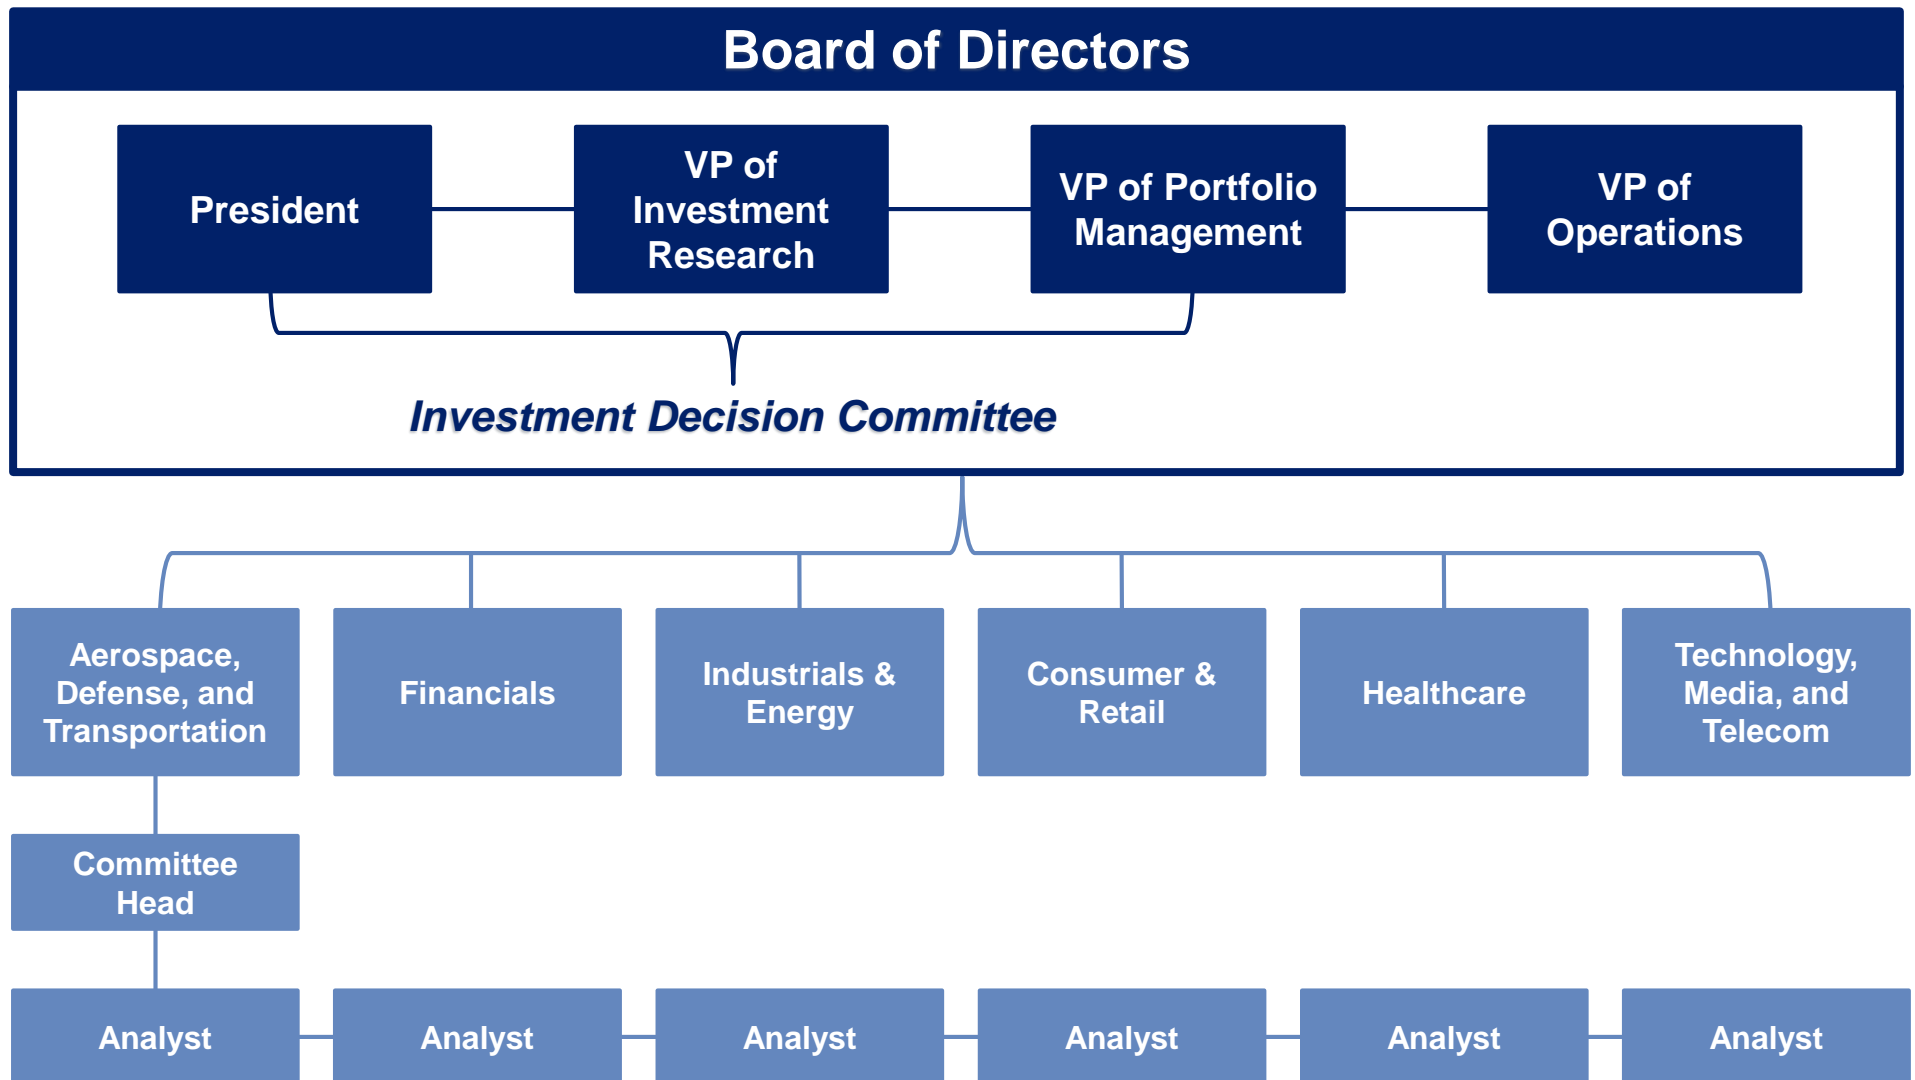 Board of Directors
President
VP of
Investment
Research
VP of Portfolio
Management
VP of
Operations
Investment Decision Committee
Aerospace,
Defense, and
Transportation
Financials
Industrials &
Energy
Consumer &
Retail
Healthcare
Technology,
Media, and
Telecom
Committee
Head
Analyst
Analyst
Analyst
Analyst
Analyst
Analyst